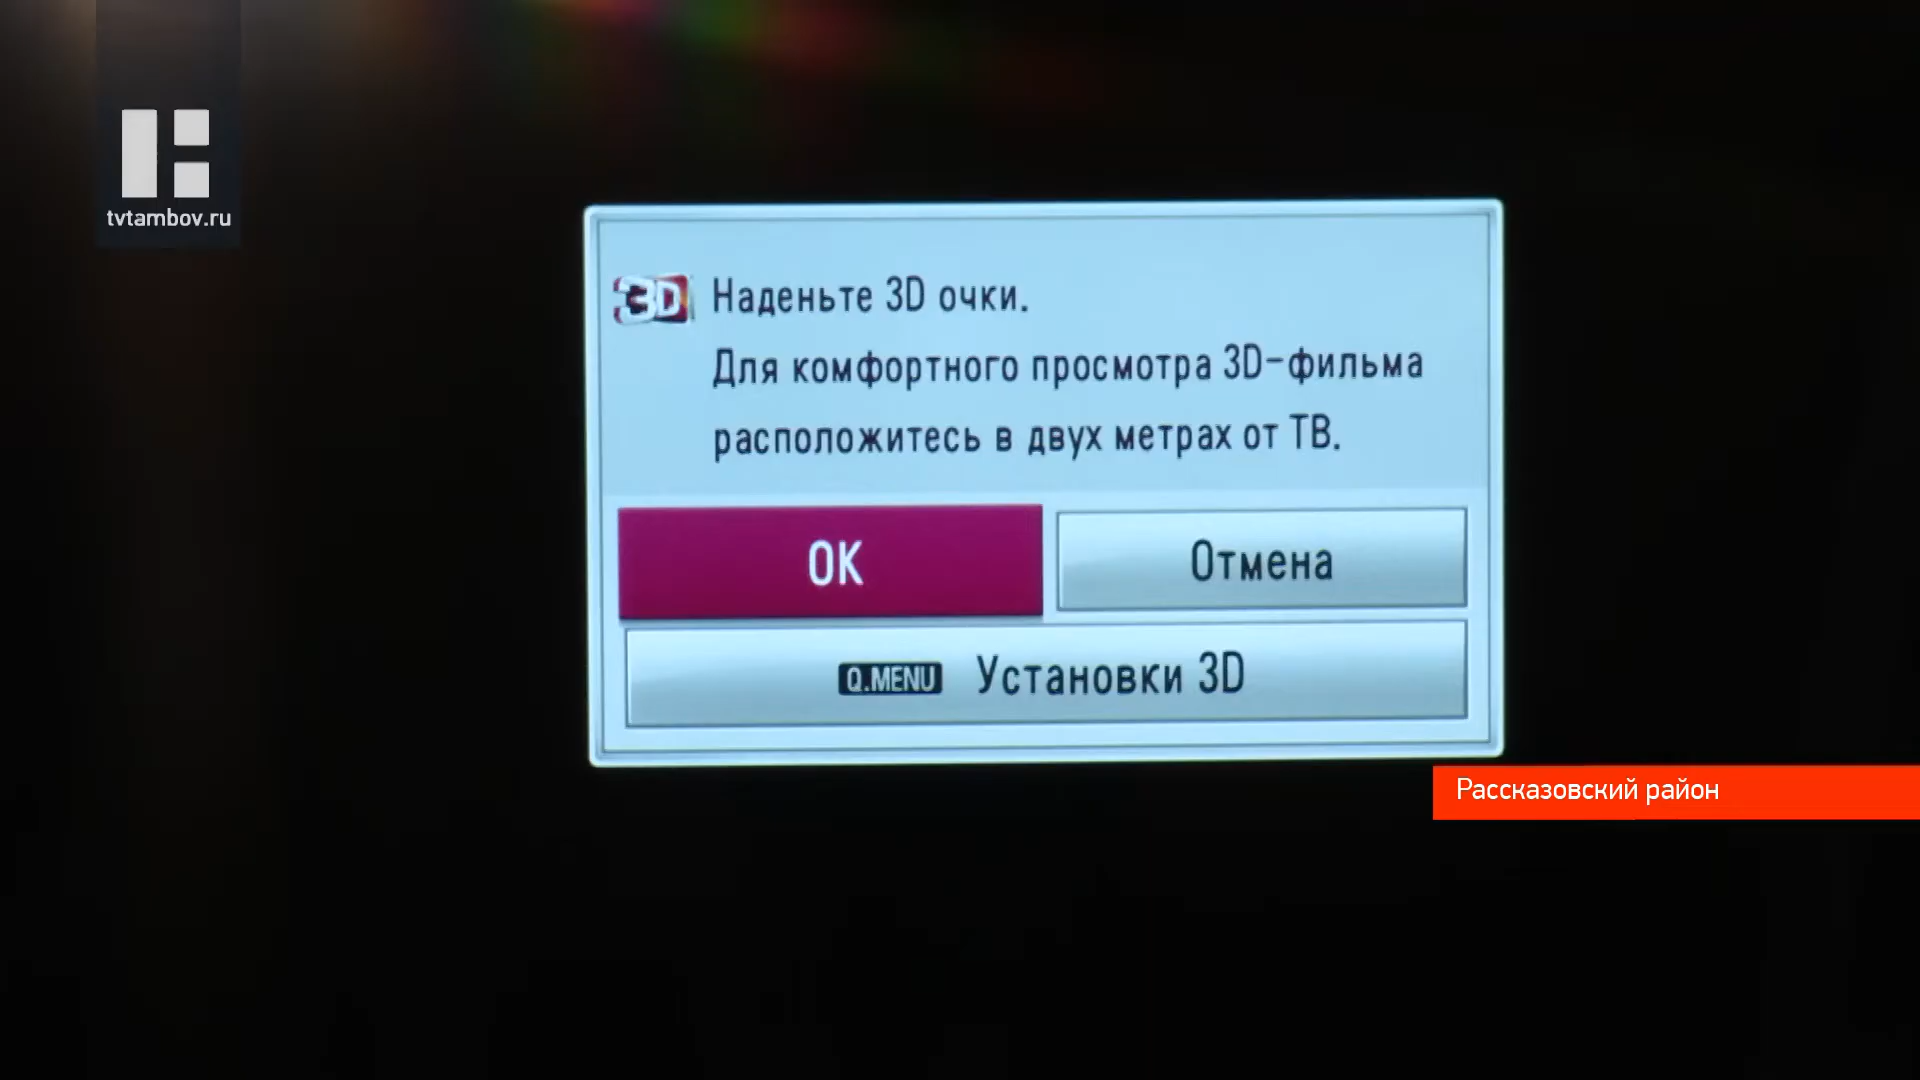 tvtambov.ru
3D Наденьте 3D очки.
Для комфортного просмотра 3D-фильма
расположитесь в двух метрах от ТВ.
ОК Отмена
Q.MENU Установки 3D
Рассказовский район